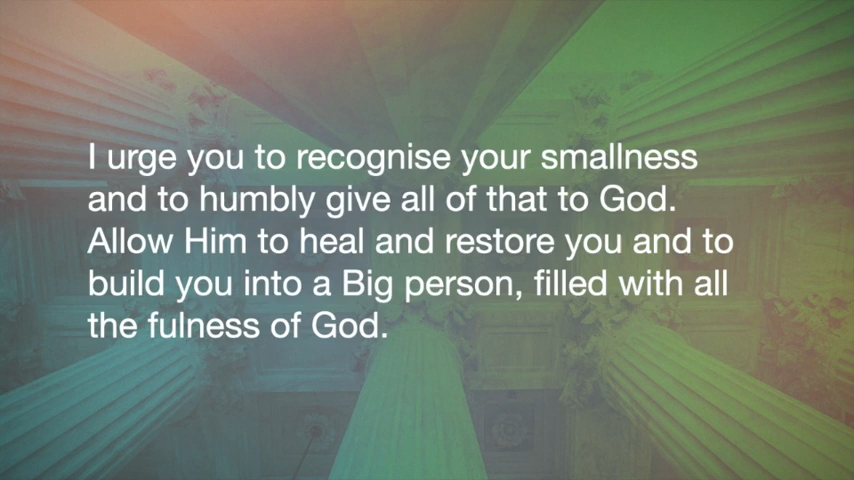 I urge you to recognise your smallness
and to humbly give all of that to God.
Allow Him to heal and restore you and to
build you into a Big person, filled with all
the fulness of God.